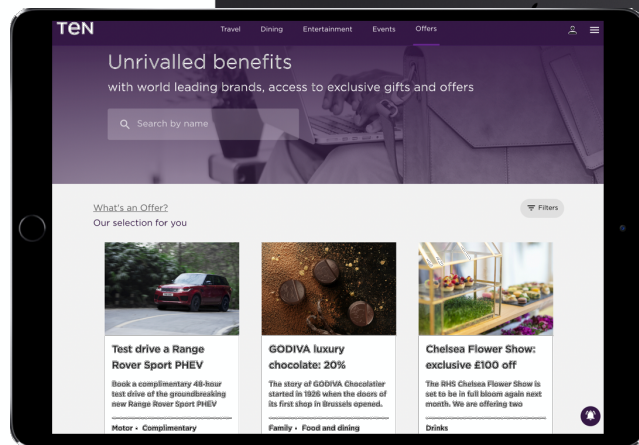 TEN
Travel Dining Entertainment Events Offers
Unrivalled benefits
with world leading brands, access to exclusive gifts and offers
Search by name
What's an Offer?
Filters
Our selection for you
Test drive a Range
Rover Sport PHEV
Book a complimentary 48-hour
test drive of the groundbreaking
new Range Rover Sport PHEV
Motor • Complimentary
GODIVA luxury
chocolate: 20%
The story of GODIVA Chocolatier
started in 1926 when the doors of
its first shop in Brussels opened.
Family • Food and dining
Chelsea Flower Show:
exclusive £100 off
The RHS Chelsea Flower Show is
set to be in full bloom again next
month. We are offering two
Drinks